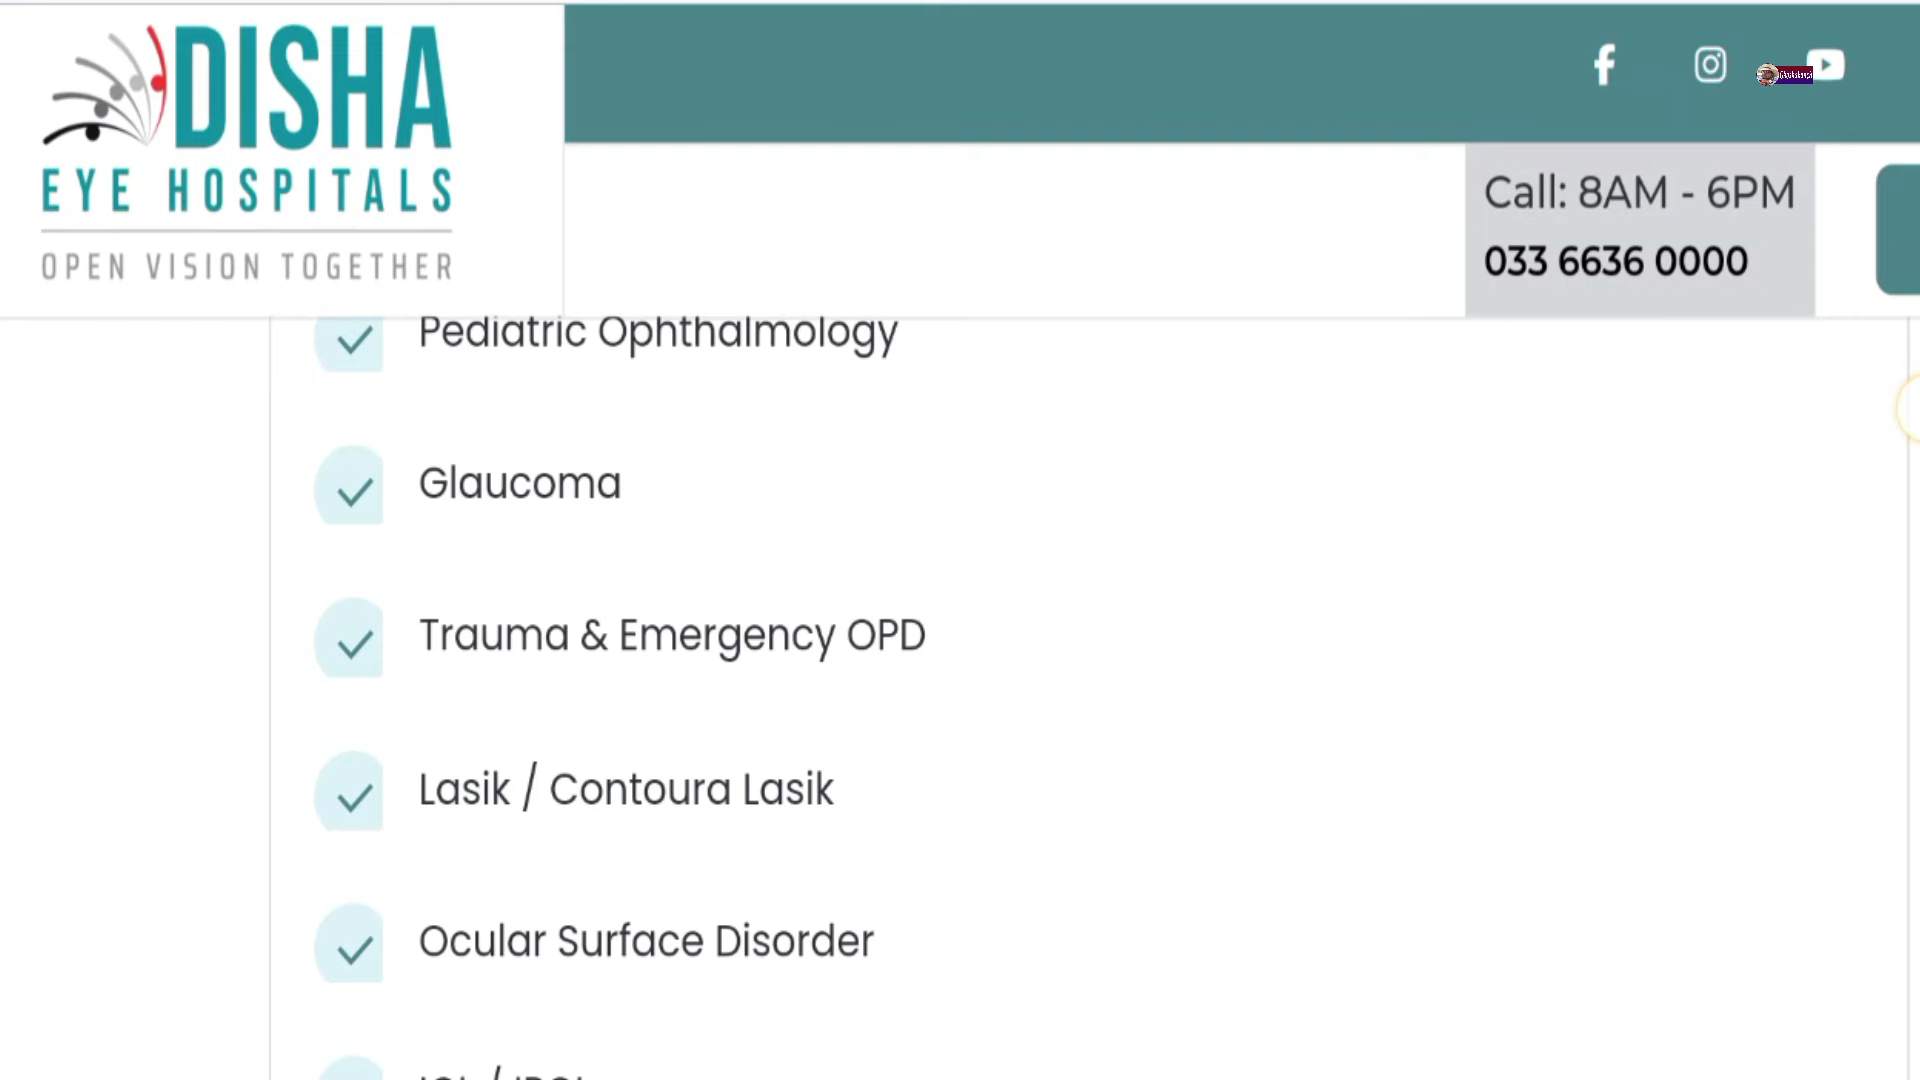 DISHA
EYE HOSPITALS
OPEN VISION TOGETHER
Call: 8AM - 6PM
033 6636 0000
Pediatric Ophthalmology
Glaucoma
Trauma & Emergency OPD
Lasik / Contoura Lasik
Ocular Surface Disorder